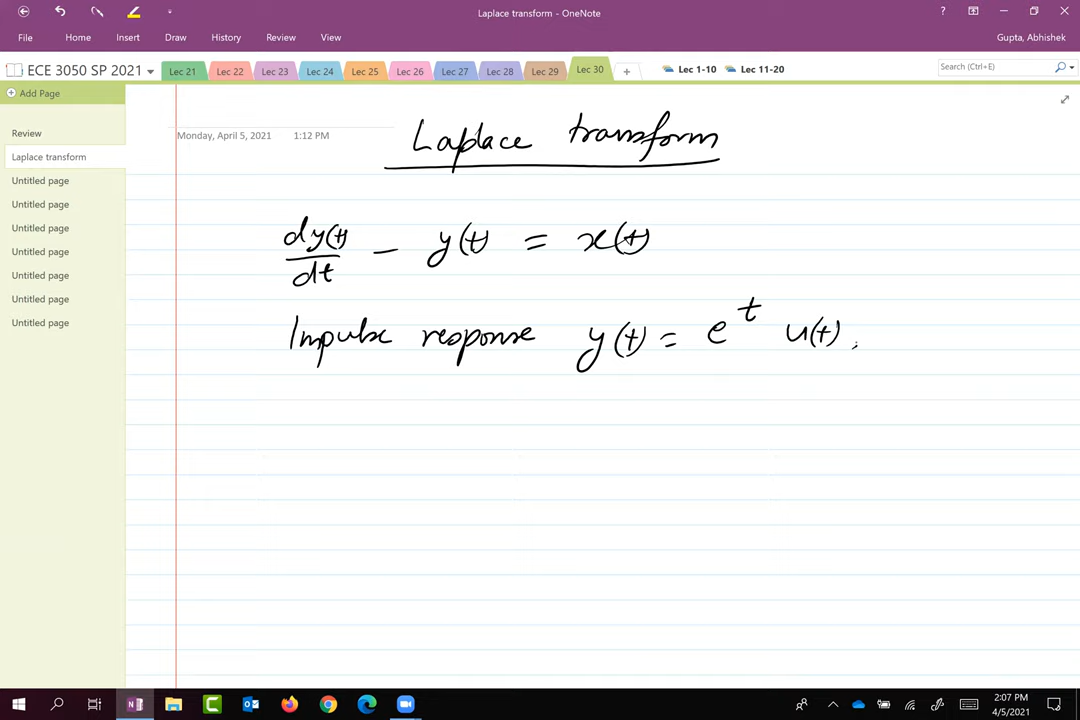 Laplace transform - OneNote
File Home Insert Draw History Review View
Gupta, Abhishek
ECE 3050 SP 2021
Lec 21 Lec 22 Lec 23 Lec 24 Lec 25 Lec 26 Lec 27 Lec 28 Lec 29 Lec 30
Lec 1-10 Lec 11-20
Search (Ctrl+E)
Add Page
Review
Laplace transform
Untitled page
Untitled page
Untitled page
Untitled page
Untitled page
Untitled page
Untitled page
Monday, April 5, 2021 1:12 PM
Laplace transform
dy(t)/dt - y(t) = x(t)
Impulse response y(t) = e^t u(t).
2:07 PM
4/5/2021